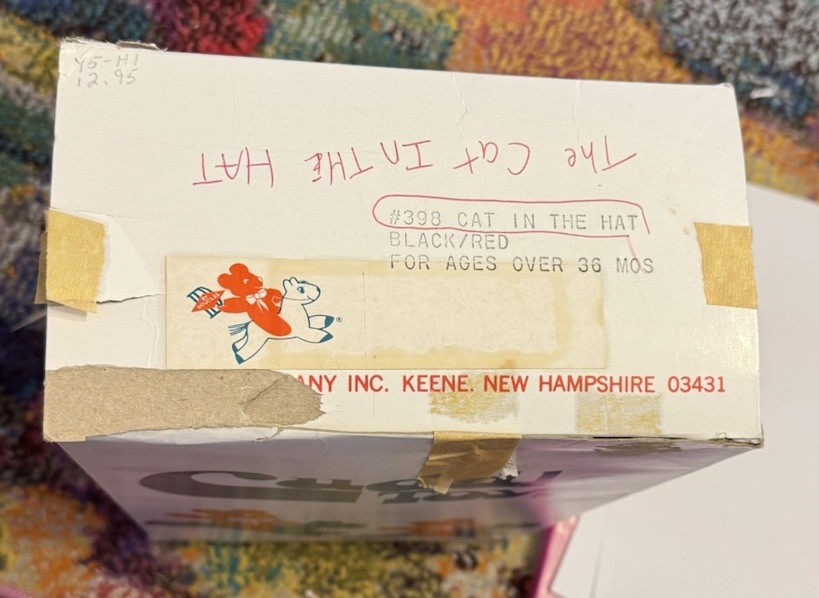 Y5-H1
12.95
The Cat In THE HAT
#398 CAT IN THE HAT
BLACK/RED
FOR AGES OVER 36 MOS
®
ANY INC. KEENE, NEW HAMPSHIRE 03431